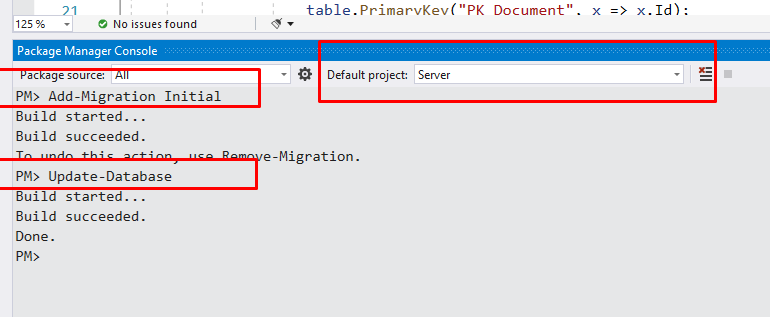 21
table.PrimaryKey("PK_Document", x => x.Id);
125 %
No issues found
Package Manager Console
Package source: All
Default project: Server
PM> Add-Migration Initial
Build started...
Build succeeded.
To undo this action, use Remove-Migration.
PM> Update-Database
Build started...
Build succeeded.
Done.
PM>